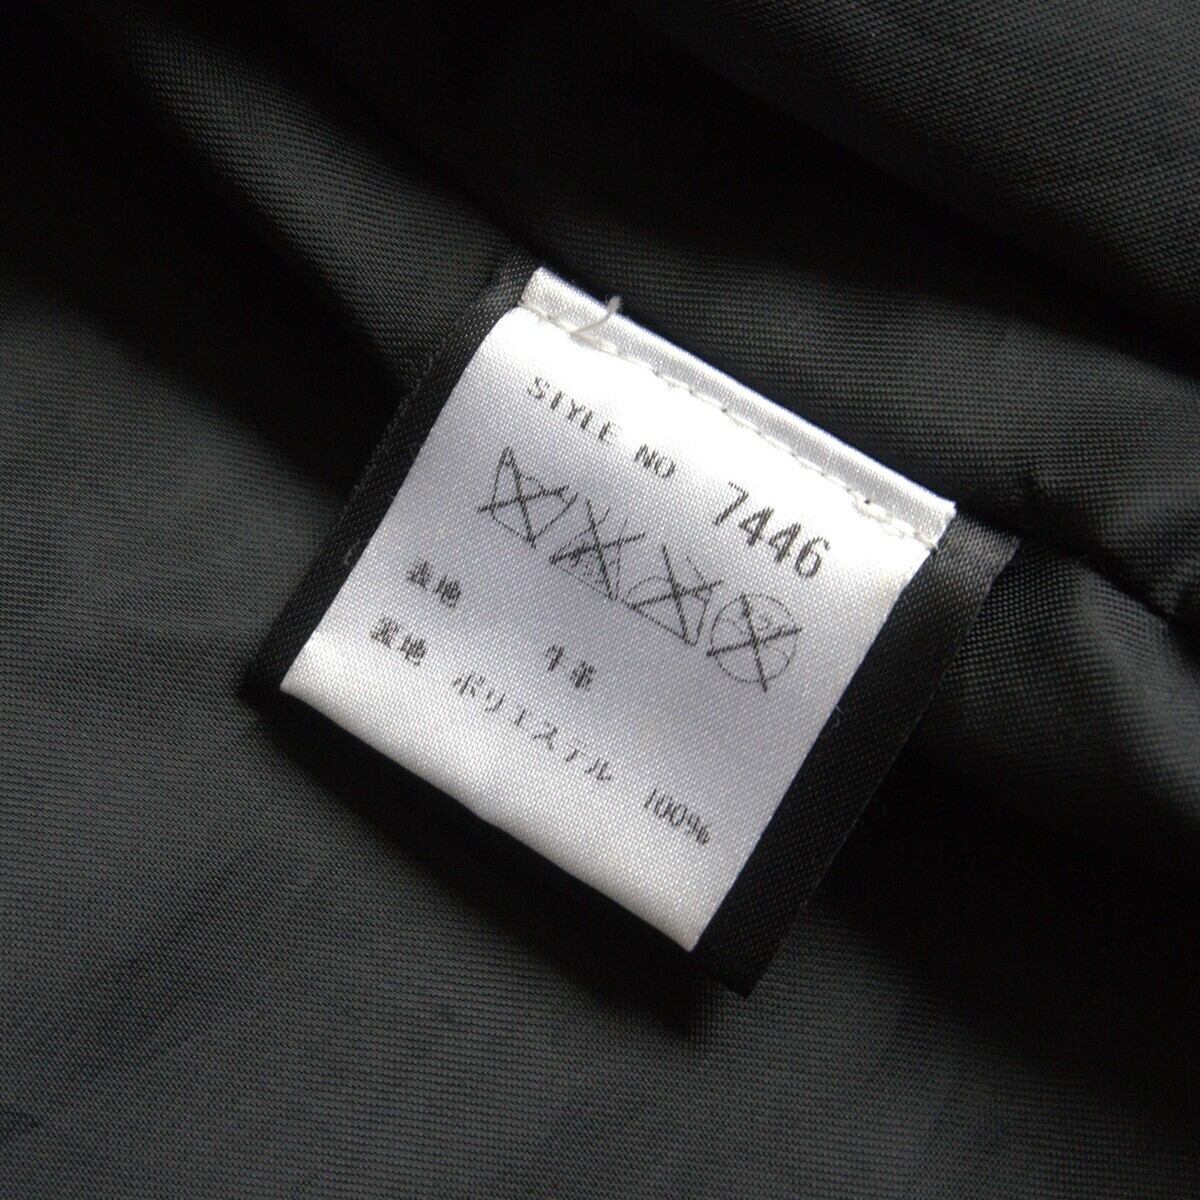 STYLE NO 7446
表地 牛革
裏地 ポリエステル 100%